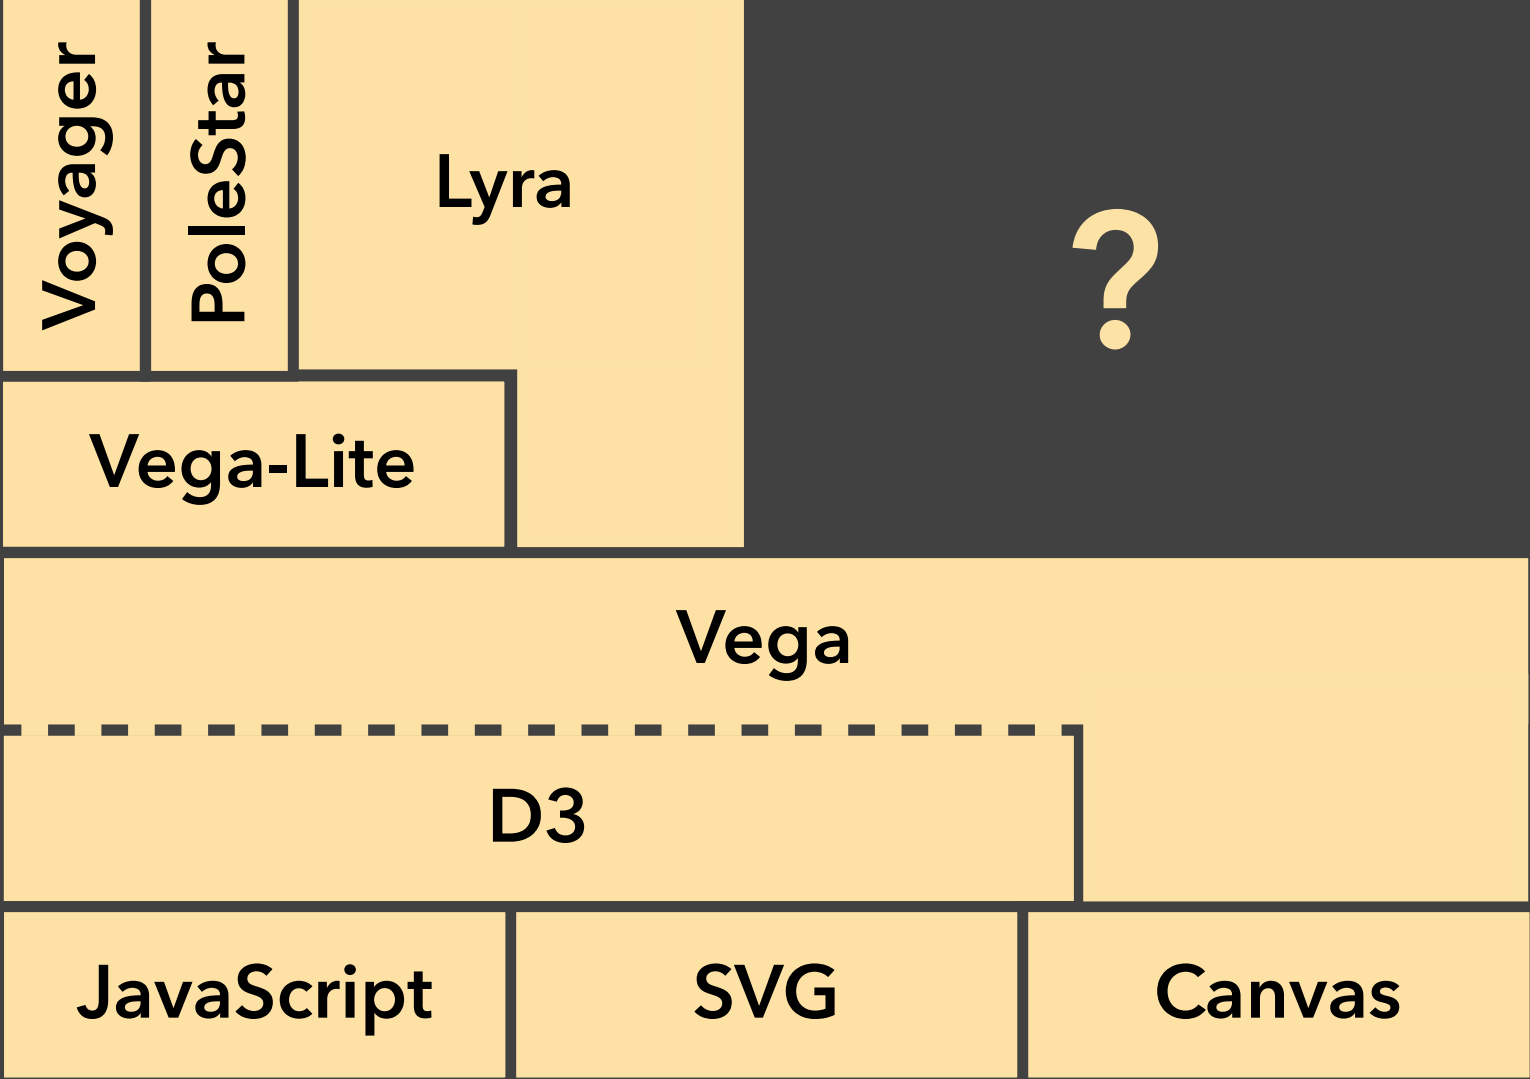 Voyager
PoleStar
Lyra
?
Vega-Lite
Vega
D3
JavaScript
SVG
Canvas